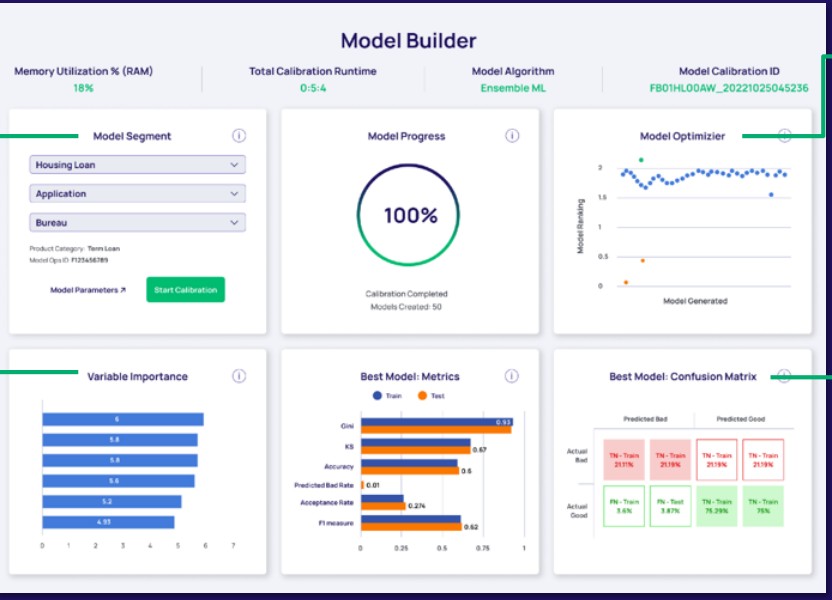 Model Builder
Memory Utilization % (RAM)
18%
Total Calibration Runtime
0:5:4
Model Algorithm
Ensemble ML
Model Calibration ID
FB01HL00AW_20221025045236
Model Segment
Housing Loan
Application
Bureau
Product Category: Term Loan
Model Ops ID: F123456789
Model Parameters ↗
Start Calibration
Model Progress
100%
Calibration Completed
Models Created: 50
Model Optimizier
Model Ranking
2
1.5
1
0.5
0
Model Generated
Variable Importance
6
5.8
5.8
5.6
5.2
4.93
0 1 2 3 4 5 6 7
Best Model: Metrics
Train Test
Gini 0.93
KS 0.67
Accuracy 0.6
Predicted Bad Rate 0.01
Acceptance Rate 0.274
F1 measure 0.62
0 0.25 0.5 0.75 1
Best Model: Confusion Matrix
Predicted Bad Predicted Good
Actual Bad
TN - Train TN - Train TN - Train TN - Train
21.11% 21.19% 21.19% 21.19%
Actual Good
FN - Train FN - Test TN - Train TN - Train
3.6% 3.87% 75.29% 75%